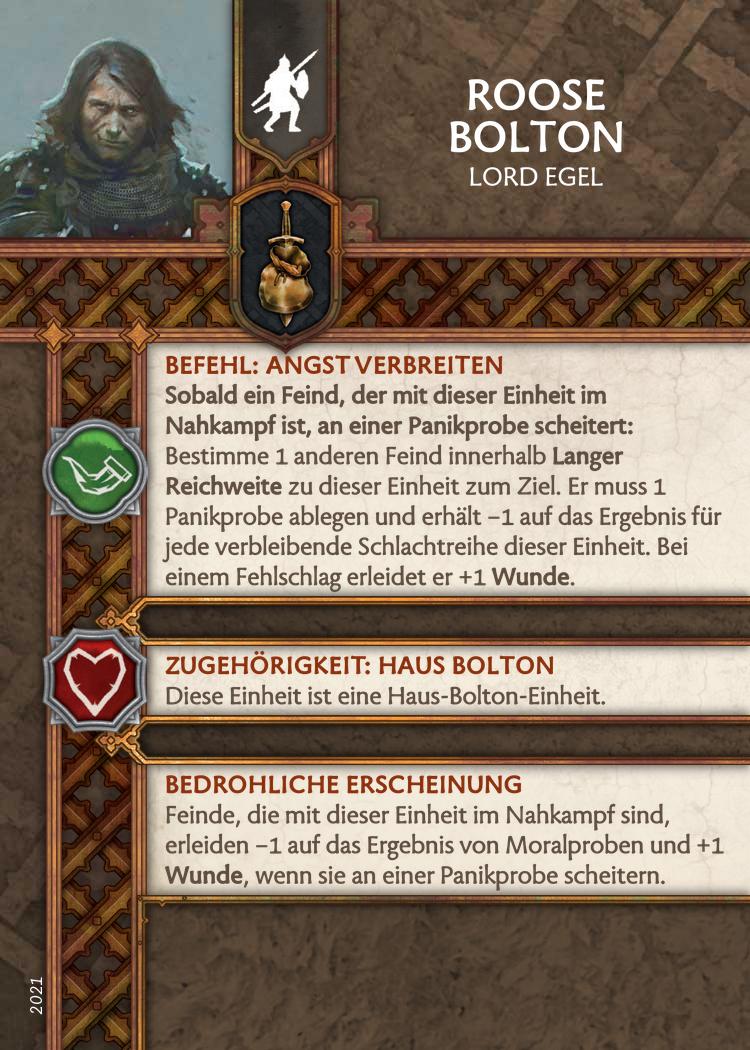 ROOSE
BOLTON
LORD EGEL
BEFEHL: ANGST VERBREITEN
Sobald ein Feind, der mit dieser Einheit im
Nahkampf ist, an einer Panikprobe scheitert:
Bestimme 1 anderen Feind innerhalb Langer
Reichweite zu dieser Einheit zum Ziel. Er muss 1
Panikprobe ablegen und erhält −1 auf das Ergebnis für
jede verbleibende Schlachtreihe dieser Einheit. Bei
einem Fehlschlag erleidet er +1 Wunde.
ZUGEHÖRIGKEIT: HAUS BOLTON
Diese Einheit ist eine Haus-Bolton-Einheit.
BEDROHLICHE ERSCHEINUNG
Feinde, die mit dieser Einheit im Nahkampf sind,
erleiden −1 auf das Ergebnis von Moralproben und +1
Wunde, wenn sie an einer Panikprobe scheitern.
2021